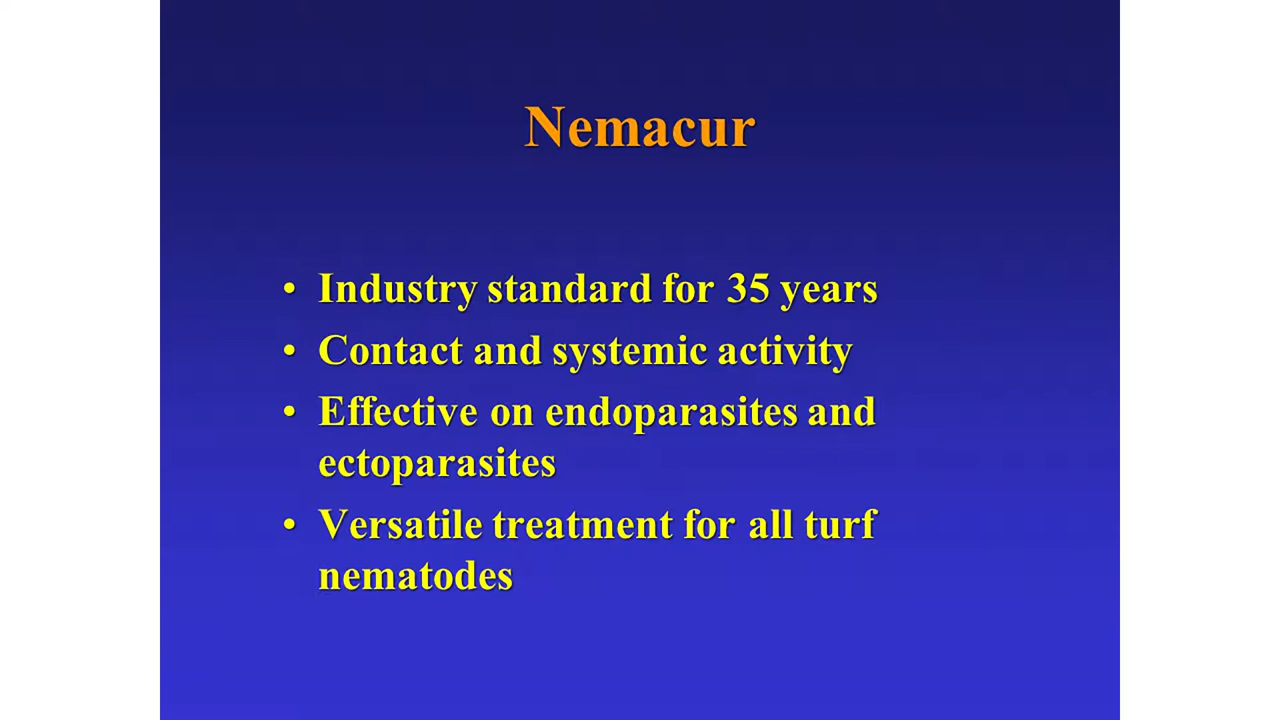 Nemacur
• Industry standard for 35 years
• Contact and systemic activity
• Effective on endoparasites and
ectoparasites
• Versatile treatment for all turf
nematodes